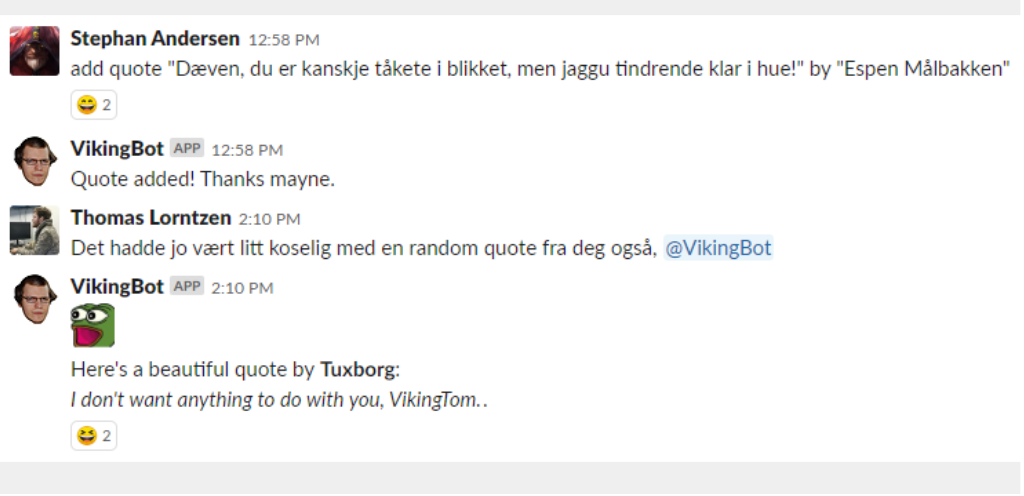 Stephan Andersen 12:58 PM
add quote "Dæven, du er kanskje tåkete i blikket, men jaggu tindrende klar i hue!" by "Espen Målbakken"
2
VikingBot APP 12:58 PM
Quote added! Thanks mayne.
Thomas Lorntzen 2:10 PM
Det hadde jo vært litt koselig med en random quote fra deg også, @VikingBot
VikingBot APP 2:10 PM
Here's a beautiful quote by Tuxborg:
I don't want anything to do with you, VikingTom..
2